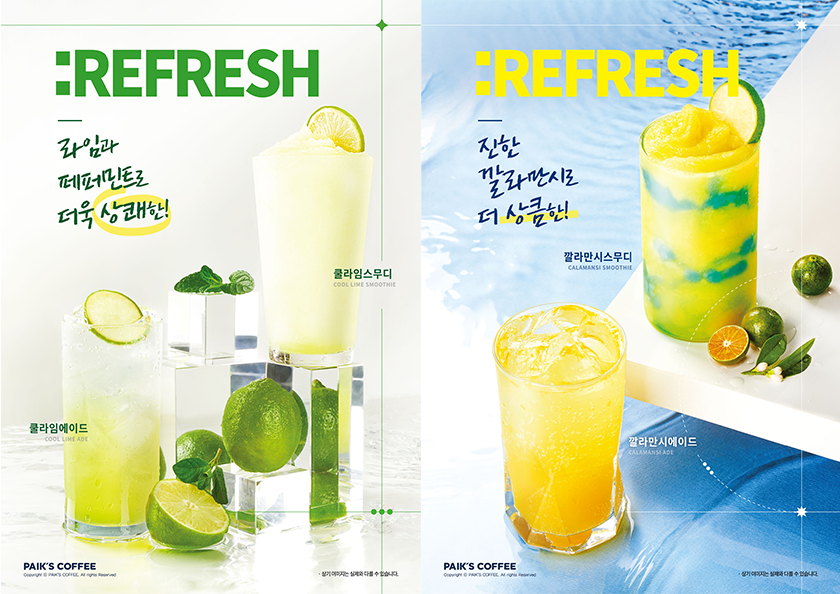 :REFRESH
라임과
페퍼민트로
더욱 상쾌한!
쿨라임스무디
COOL LIME SMOOTHIE
쿨라임에이드
COOL LIME ADE
PAIK'S COFFEE
Copyright ⓒ PAIK'S COFFEE. All rights Reserved
· 상기 이미지는 실제와 다를 수 있습니다.
:REFRESH
진한
깔라만시로
더 상큼한!
깔라만시스무디
CALAMANSI SMOOTHIE
깔라만시에이드
CALAMANSI ADE
PAIK'S COFFEE
Copyright ⓒ PAIK'S COFFEE. All rights Reserved
· 상기 이미지는 실제와 다를 수 있습니다.